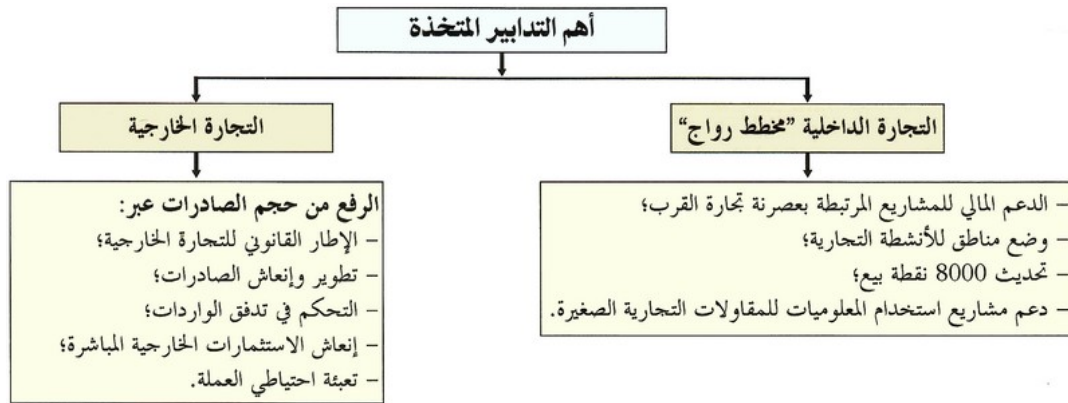 أهم التدابير المتخذة
التجارة الداخلية "مخطط رواج"
– الدعم المالي للمشاريع المرتبطة بعصرنة تجارة القرب؛
– وضع مناطق للأنشطة التجارية؛
– تحديث 8000 نقطة بيع؛
– دعم مشاريع استخدام المعلوميات للمقاولات التجارية الصغيرة.
التجارة الخارجية
الرفع من حجم الصادرات عبر:
– الإطار القانوني للتجارة الخارجية؛
– تطوير وإنعاش الصادرات؛
– التحكم في تدفق الواردات؛
– إنعاش الاستثمارات الخارجية المباشرة؛
– تعبئة احتياطي العملة.